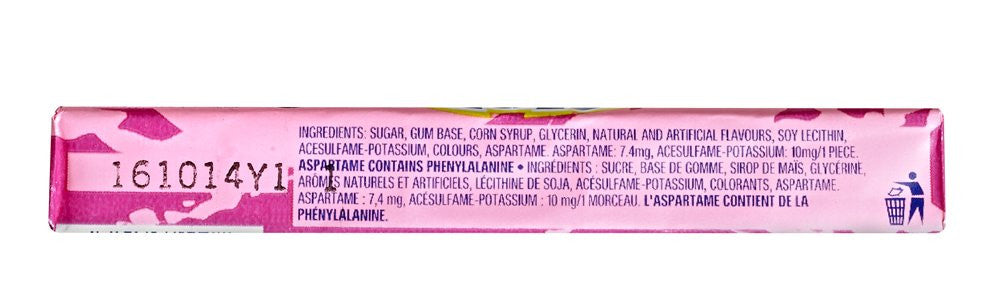 161014Y1 1
INGREDIENTS: SUGAR, GUM BASE, CORN SYRUP, GLYCERIN, NATURAL AND ARTIFICIAL FLAVOURS, SOY LECITHIN,
ACESULFAME-POTASSIUM, COLOURS, ASPARTAME. ASPARTAME: 7.4mg, ACESULFAME-POTASSIUM: 10mg/1 PIECE.
ASPARTAME CONTAINS PHENYLALANINE • INGRÉDIENTS : SUCRE, BASE DE GOMME, SIROP DE MAÏS, GLYCÉRINE,
ARÔMES NATURELS ET ARTIFICIELS, LÉCITHINE DE SOJA, ACÉSULFAME-POTASSIUM, COLORANTS, ASPARTAME.
ASPARTAME : 7,4 mg, ACÉSULFAME-POTASSIUM : 10 mg/1 MORCEAU. L'ASPARTAME CONTIENT DE LA
PHÉNYLALANINE.